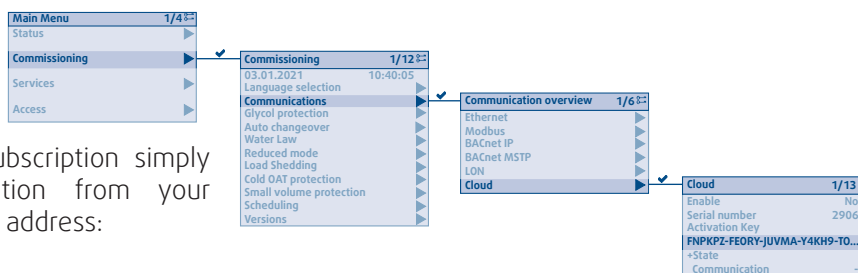 Main Menu 1/4
Status
Commissioning
Services
Access
Commissioning 1/12
03.01.2021 10:40:05
Language selection
Communications
Glycol protection
Auto changeover
Water Law
Reduced mode
Load Shedding
Cold OAT protection
Small volume protection
Scheduling
Versions
Communication overview 1/6
Ethernet
Modbus
BACnet IP
BACnet MSTP
LON
Cloud
Cloud 1/13
Enable No
Serial number 2906
Activation Key
FNPKPZ-FEORY-JUVMA-Y4KH9-TO...
+State
Communication -
ubscription simply
tion from your
address: